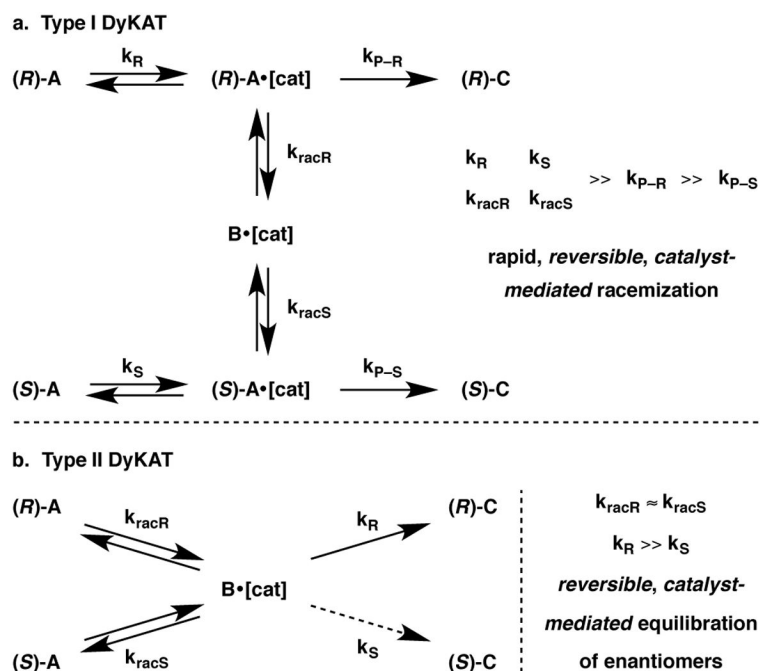 a. Type I DyKAT
k_R k_P–R
(R)-A (R)-A•[cat] (R)-C
k_racR
k_R k_S
>> k_P–R >> k_P–S
k_racR k_racS
B•[cat]
rapid, reversible, catalyst-
mediated racemization
k_racS
k_S k_P–S
(S)-A (S)-A•[cat] (S)-C
b. Type II DyKAT
(R)-A k_racR k_R (R)-C
k_racR ≈ k_racS
k_R >> k_S
B•[cat]
reversible, catalyst-
mediated equilibration
of enantiomers
(S)-A k_racS k_S (S)-C